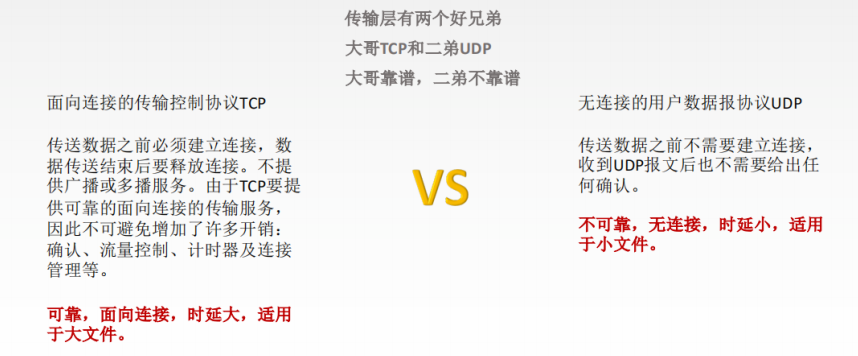 传输层有两个好兄弟
大哥TCP和二弟UDP
大哥靠谱，二弟不靠谱
面向连接的传输控制协议TCP
传送数据之前必须建立连接，数
据传送结束后要释放连接。不提
供广播或多播服务。由于TCP要提
供可靠的面向连接的传输服务，
因此不可避免增加了许多开销：
确认、流量控制、计时器及连接
管理等。
可靠，面向连接，时延大，适用
于大文件。
VS
无连接的用户数据报协议UDP
传送数据之前不需要建立连接，
收到UDP报文后也不需要给出任
何确认。
不可靠，无连接，时延小，适用
于小文件。